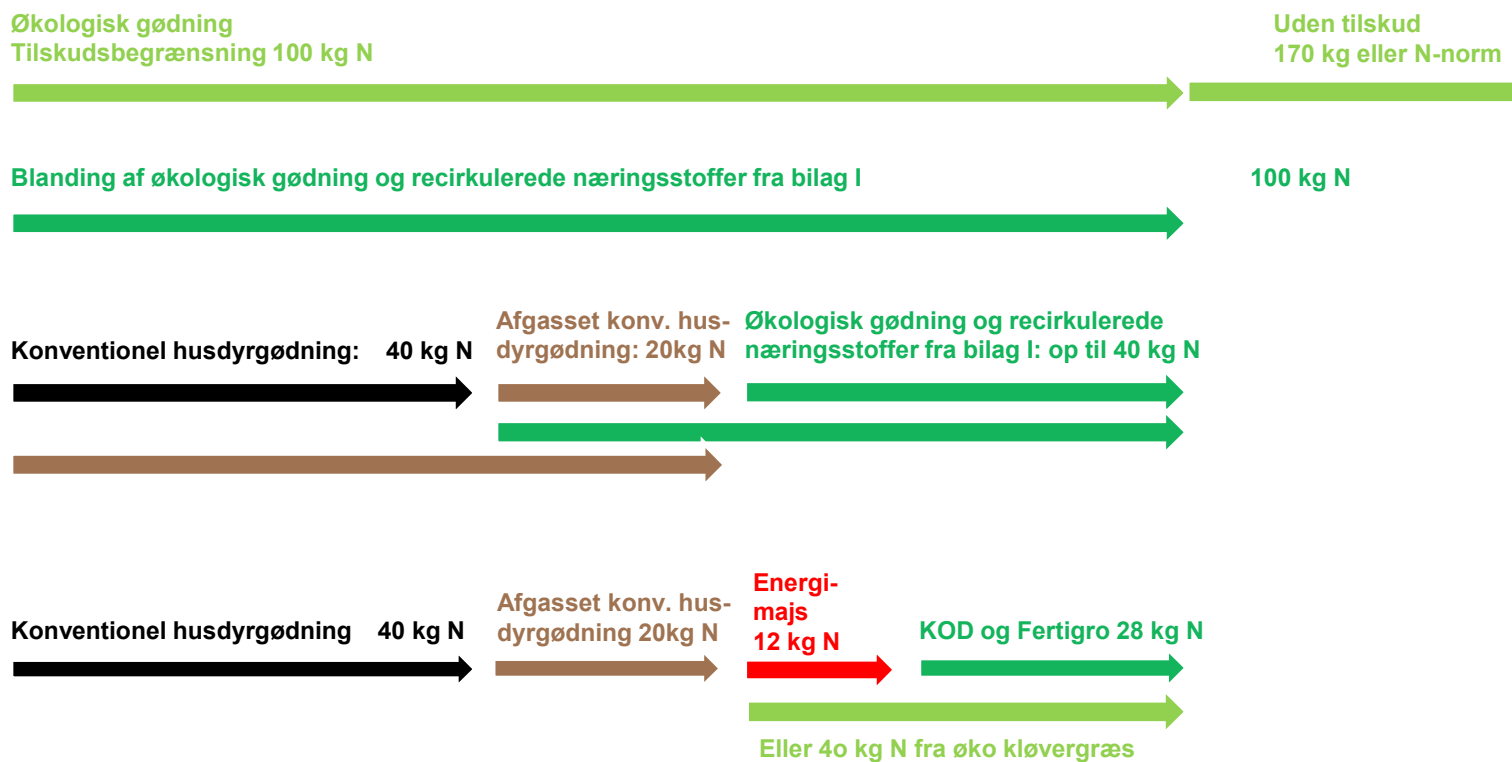 Økologisk gødning
Tilskudsbegrænsning 100 kg N
Uden tilskud
170 kg eller N-norm
Blanding af økologisk gødning og recirkulerede næringsstoffer fra bilag I
100 kg N
Konventionel husdyrgødning: 40 kg N
Afgasset konv. hus-
dyrgødning: 20kg N
Økologisk gødning og recirkulerede
næringsstoffer fra bilag I: op til 40 kg N
Konventionel husdyrgødning 40 kg N
Afgasset konv. hus-
dyrgødning 20kg N
Energi-
majs
12 kg N
KOD og Fertigro 28 kg N
Eller 4o kg N fra øko kløvergræs